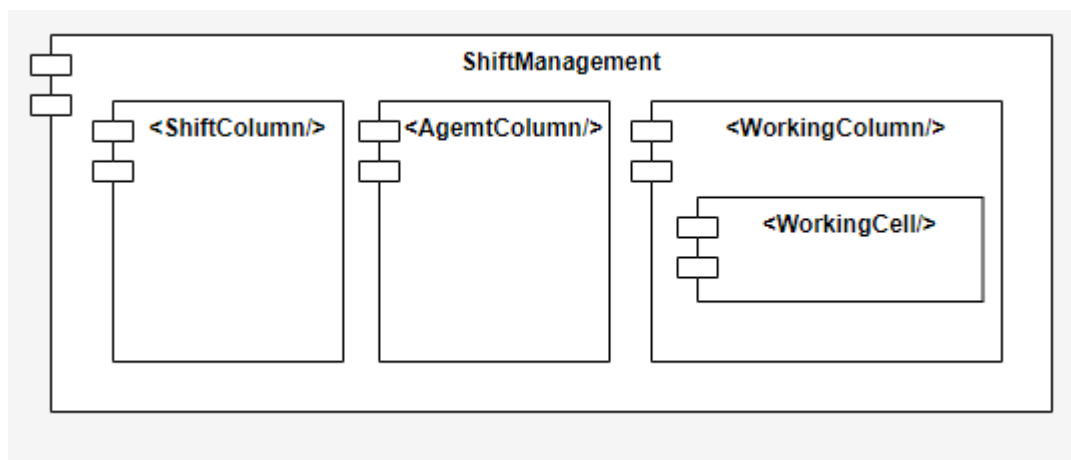 ShiftManagement
<ShiftColumn/>
<AgemtColumn/>
<WorkingColumn/>
<WorkingCell/>